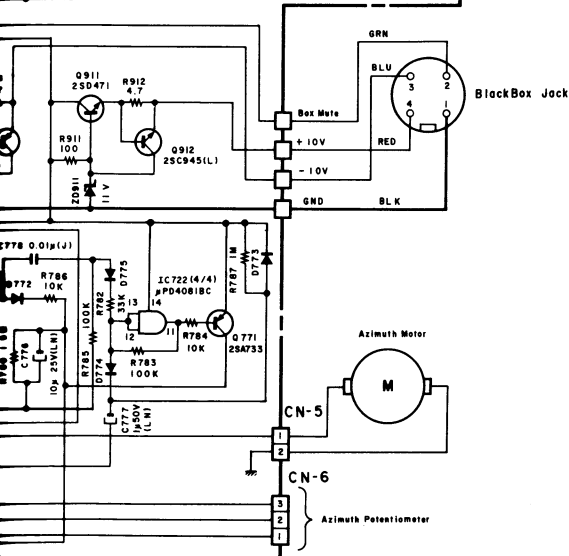 GRN
Q911
2SD471
R912
4.7
BLU
3
2
4
1
BlackBox Jack
Box Mute
R911
100
Q912
2SC945(L)
+10V
RED
-10V
ZD911
11V
GND
BLK
C778 0.01µ(J)
D775
R787 1M
D773
R786
10K
IC722(4/4)
µPD4081BC
D772
R782
33K
13
14
12
11
100K
R785
R784
10K
Q771
2SA733
Azimuth Motor
C776
10µ 25V(LN)
D774
R783
100K
M
C777
1µ50V
(LN)
CN-5
1
2
CN-6
3
2
1
Azimuth Potentiometer